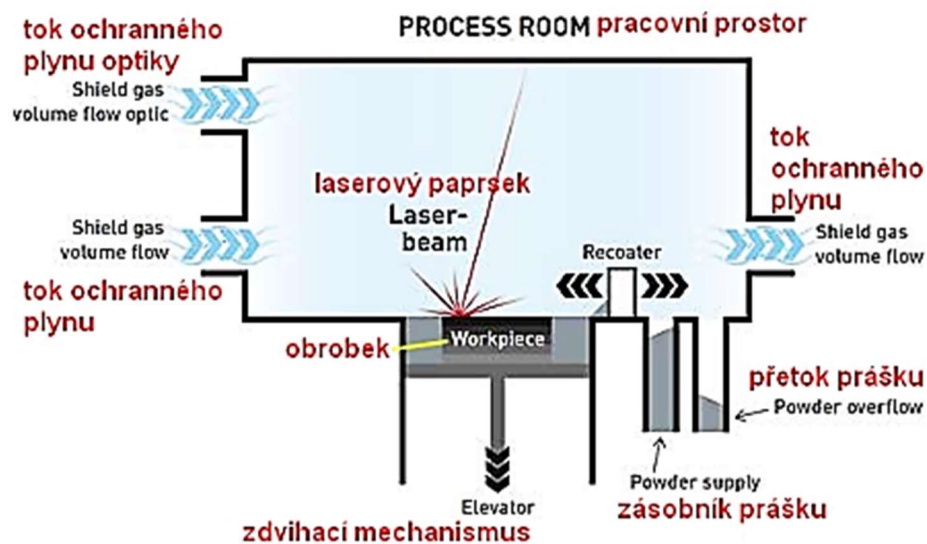 PROCESS ROOM pracovní prostor
tok ochranného
plynu optiky
Shield gas
volume flow optic
tok
ochranného
plynu
laserový paprsek
Laser-
beam
Shield gas
volume flow
Recoater
Shield gas
volume flow
tok ochranného
plynu
obrobek
Workpiece
přetok prášku
Powder overflow
Powder supply
zásobník prášku
Elevator
zdvihací mechanismus